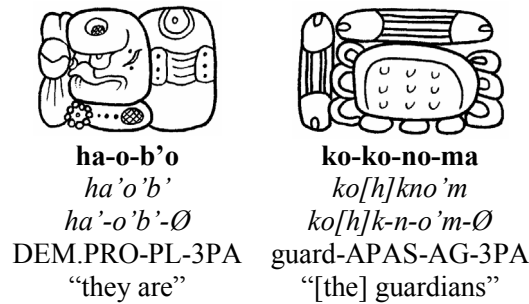 ha-o-b’o ko-ko-no-ma
ha’o’b’ ko[h]kno’m
ha’-o’b’-Ø ko[h]k-n-o’m-Ø
DEM.PRO-PL-3PA guard-APAS-AG-3PA
“they are” “[the] guardians”